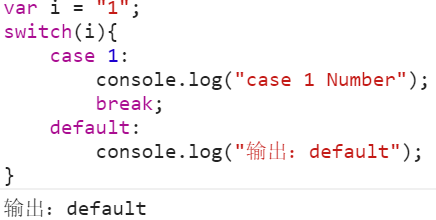 var i = "1";
switch(i){
    case 1:
        console.log("case 1 Number");
        break;
    default:
        console.log("输出：default");
}
输出：default